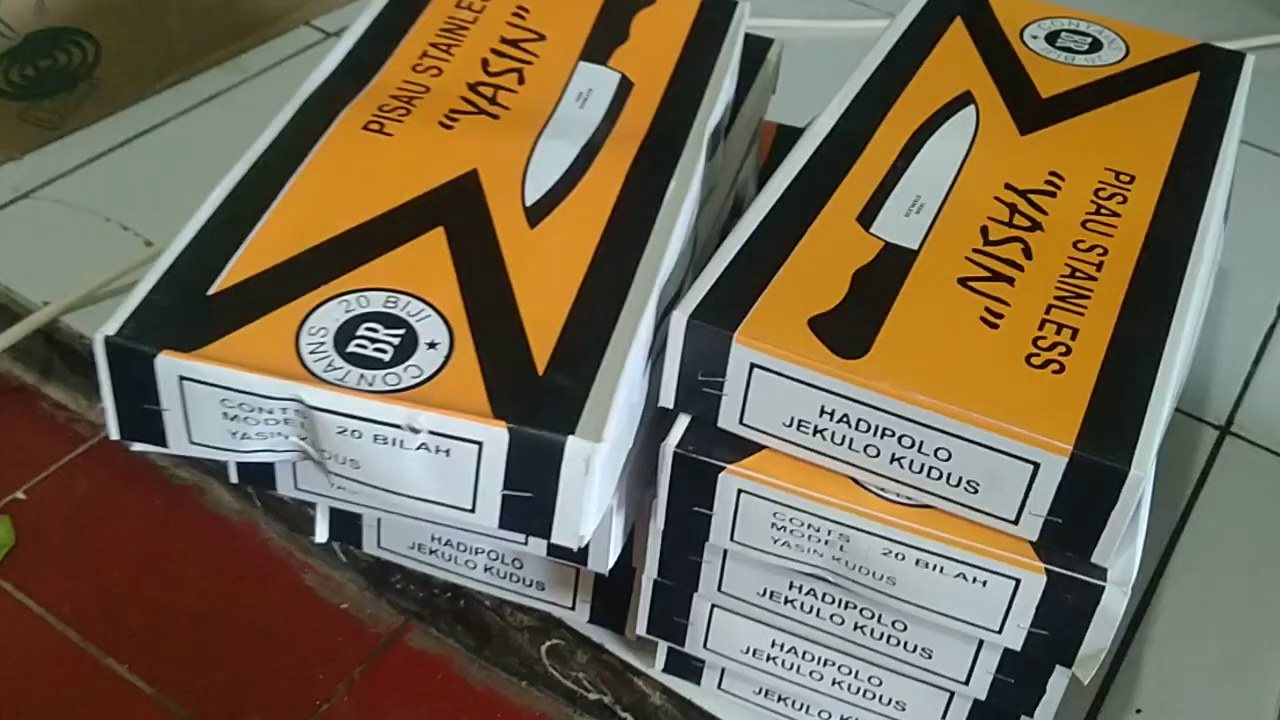 PISAU STAINLESS
"YASIN"
CONTAINS 20 BIJI
BR
CONTS
MODEL
YASIN
20 BILAH
KUDUS
HADIPOLO
JEKULO KUDUS
CONTAINS 20 BIJI
BR
PISAU STAINLESS
"YASIN"
HADIPOLO
JEKULO KUDUS
CONTS
MODEL
20 BILAH
YASIN KUDUS
HADIPOLO
JEKULO KUDUS
HADIPOLO
JEKULO KUDUS
JEKULO KUDUS